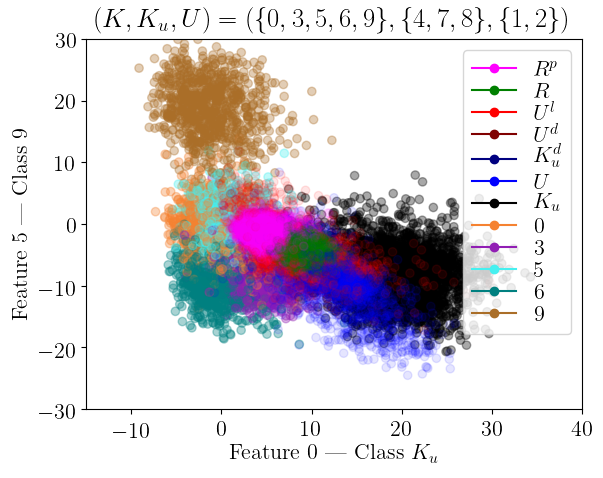 (K, K_u, U) = ({0, 3, 5, 6, 9}, {4, 7, 8}, {1, 2})
30
20
10
0
−10
−20
−30
Feature 5 — Class 9
−10
0
10
20
30
40
Feature 0 — Class K_u
R^p
R
U^l
U^d
K_u^d
U
K_u
0
3
5
6
9